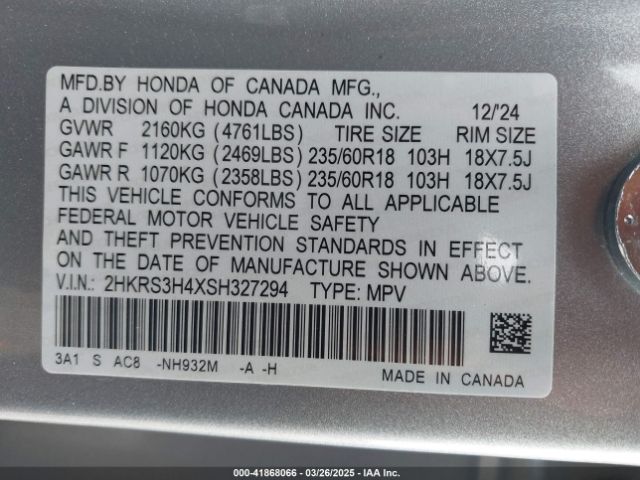 MFD.BY HONDA OF CANADA MFG.,
A DIVISION OF HONDA CANADA INC. 12/'24
GVWR 2160KG (4761LBS) TIRE SIZE RIM SIZE
GAWR F 1120KG (2469LBS) 235/60R18 103H 18X7.5J
GAWR R 1070KG (2358LBS) 235/60R18 103H 18X7.5J
THIS VEHICLE CONFORMS TO ALL APPLICABLE
FEDERAL MOTOR VEHICLE SAFETY
AND THEFT PREVENTION STANDARDS IN EFFECT
ON THE DATE OF MANUFACTURE SHOWN ABOVE.
V.I.N.: 2HKRS3H4XSH327294 TYPE: MPV
3A1 S AC8 -NH932M -A -H
MADE IN CANADA
000-41868066 — 03/26/2025 — IAA Inc.